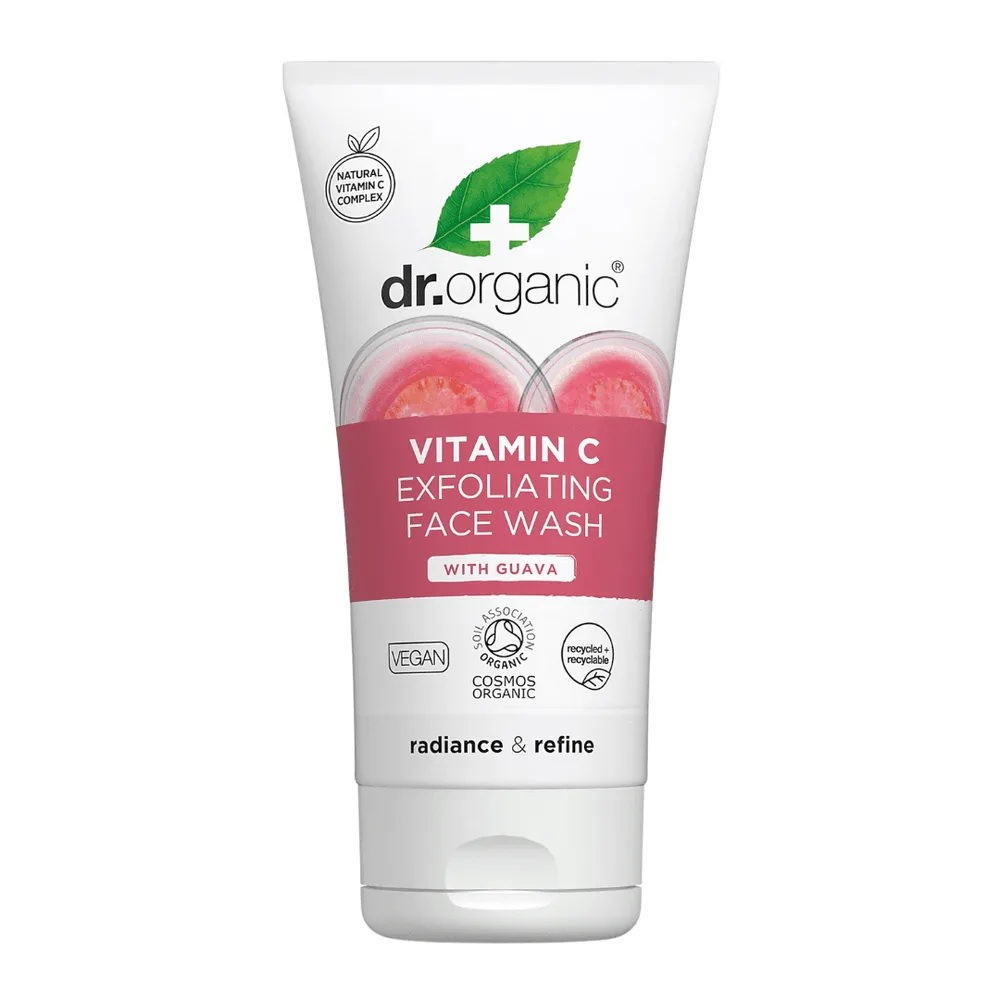 NATURAL
VITAMIN C
COMPLEX
dr.organic®
VITAMIN C
EXFOLIATING
FACE WASH
WITH GUAVA
VEGAN
SOIL ASSOCIATION
ORGANIC
COSMOS
ORGANIC
recycled +
recyclable
radiance & refine